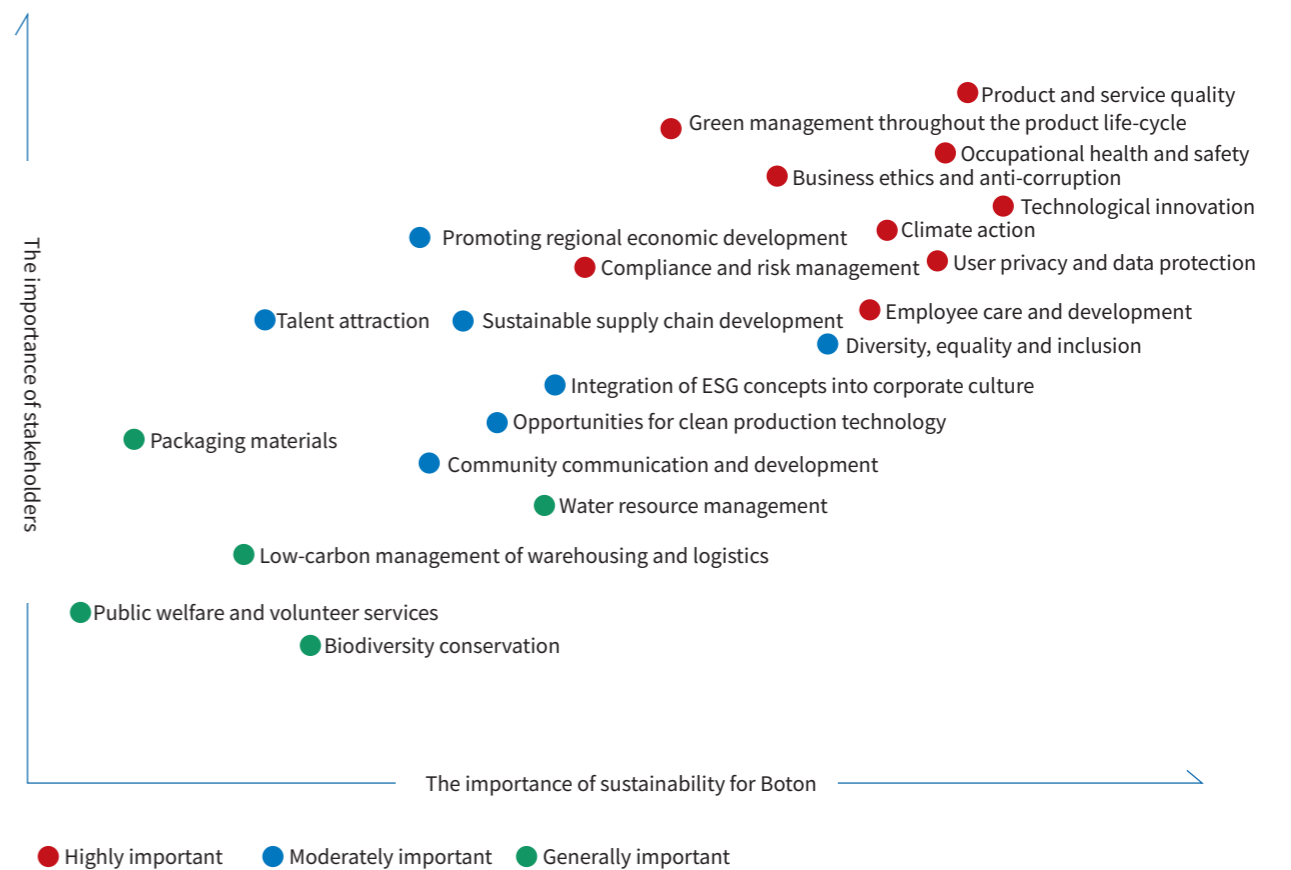 Product and service quality
Green management throughout the product life-cycle
Occupational health and safety
Business ethics and anti-corruption
Technological innovation
Climate action
Promoting regional economic development
User privacy and data protection
Compliance and risk management
Employee care and development
Talent attraction
Sustainable supply chain development
Diversity, equality and inclusion
Integration of ESG concepts into corporate culture
Opportunities for clean production technology
Packaging materials
Community communication and development
Water resource management
Low-carbon management of warehousing and logistics
Public welfare and volunteer services
Biodiversity conservation
The importance of stakeholders
The importance of sustainability for Boton
Highly important
Moderately important
Generally important